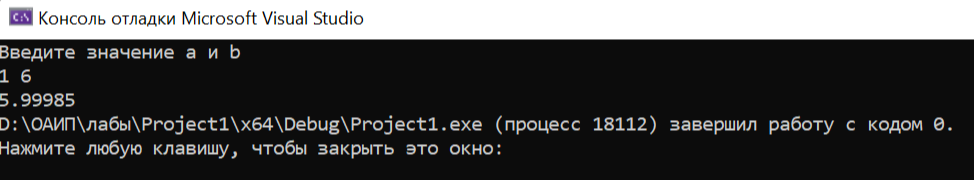 Консоль отладки Microsoft Visual Studio
Введите значение a и b
1 6
5.99985
D:\ОАИП\лабы\Project1\x64\Debug\Project1.exe (процесс 18112) завершил работу с кодом 0.
Нажмите любую клавишу, чтобы закрыть это окно: